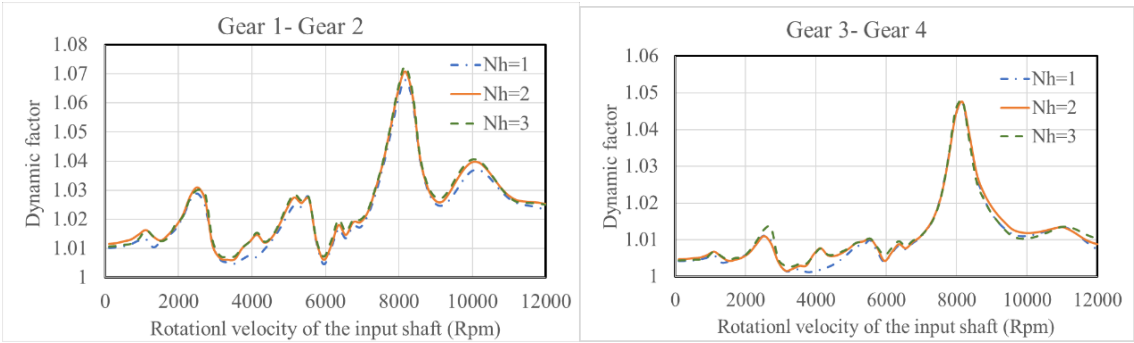 Gear 1- Gear 2
1.08
1.07
1.06
1.05
1.04
1.03
1.02
1.01
1
Dynamic factor
Nh=1
Nh=2
Nh=3
0 2000 4000 6000 8000 10000 12000
Rotationl velocity of the input shaft (Rpm)
Gear 3- Gear 4
1.06
1.05
1.04
1.03
1.02
1.01
1
Dynamic factor
Nh=1
Nh=2
Nh=3
0 2000 4000 6000 8000 10000 12000
Rotationl velocity of the input shaft (Rpm)